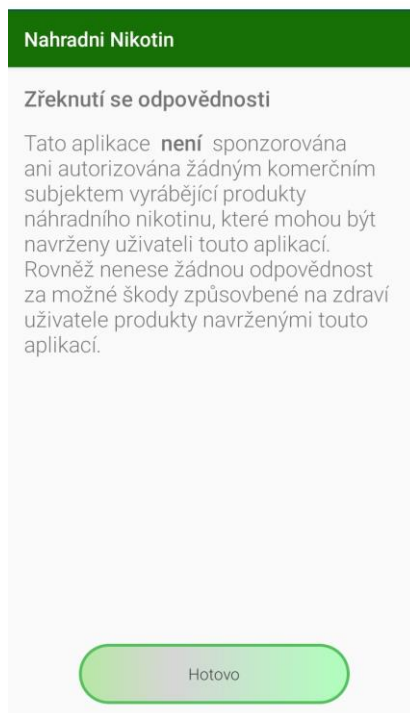 Nahradni Nikotin
Zřeknutí se odpovědnosti
Tato aplikace není sponzorována
ani autorizována žádným komerčním
subjektem vyrábějící produkty
náhradního nikotinu, které mohou být
navrženy uživateli touto aplikací.
Rovněž nenese žádnou odpovědnost
za možné škody způsovbené na zdraví
uživatele produkty navrženými touto
aplikací.
Hotovo